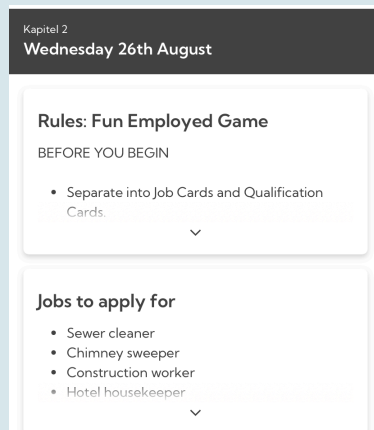 Kapitel 2
Wednesday 26th August
Rules: Fun Employed Game
BEFORE YOU BEGIN
• Separate into Job Cards and Qualification
Cards.
Jobs to apply for
• Sewer cleaner
• Chimney sweeper
• Construction worker
• Hotel housekeeper